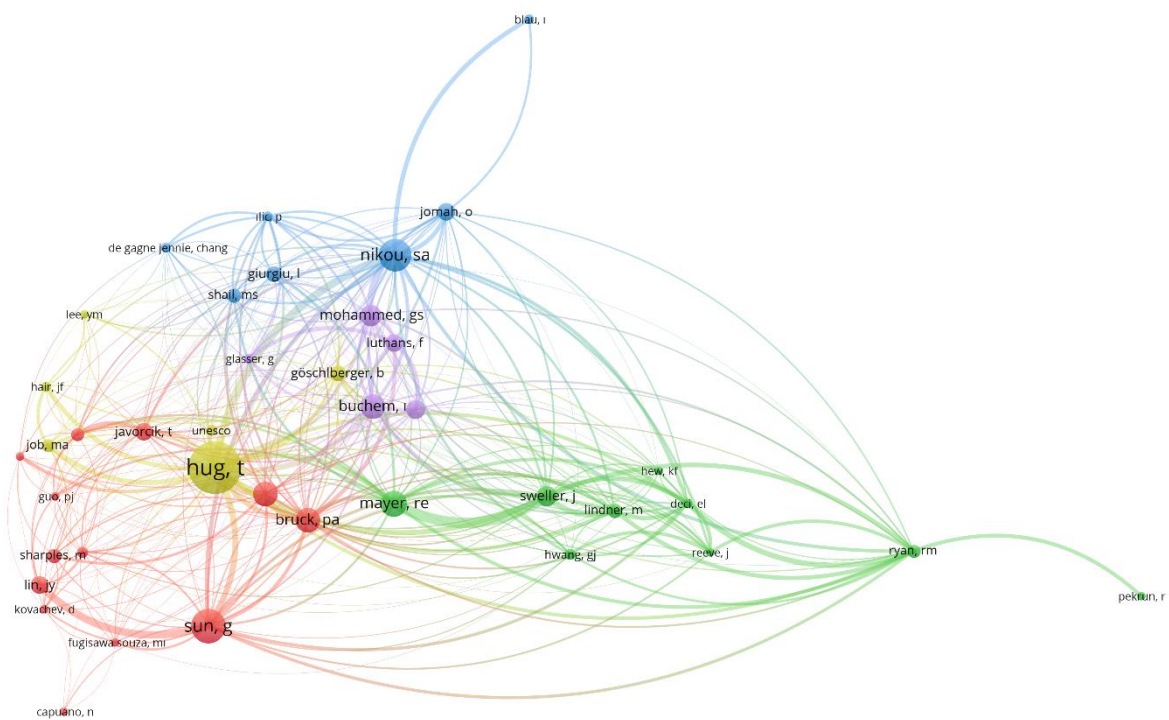 blau, i
ilic, p
jomah, o
de gagne jennie, chang
nikou, sa
giurgiu, l
shail, ms
lee, ym
mohammed, gs
luthans, f
glasser, g
göschlberger, b
hair, jf
buchem, i
unesco
javorcik, t
job, ma
hug, t
hew, kf
guo, pj
mayer, re
sweller, j
lindner, m
deci, el
bruck, pa
sharples, m
hwang, gj
reeve, j
ryan, rm
lin, jy
pekrun, r
kovachev, d
sun, g
fugisawa souza, mi
capuano, n